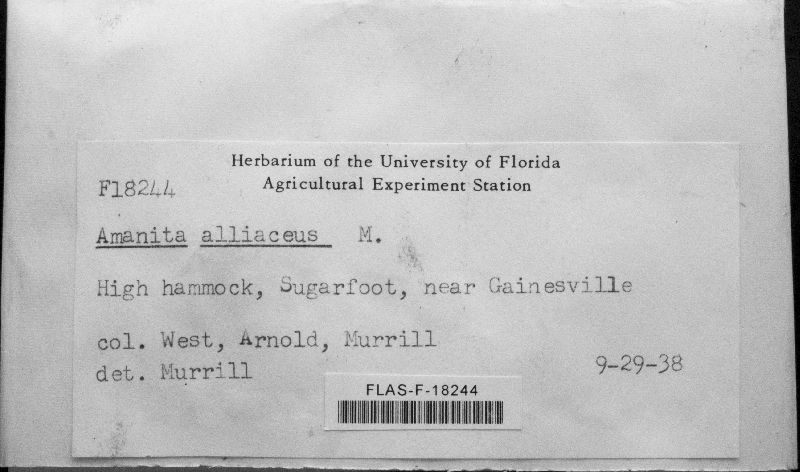 Herbarium of the University of Florida
Agricultural Experiment Station
F18244
Amanita alliaceus M.
High hammock, Sugarfoot, near Gainesville
col. West, Arnold, Murrill
det. Murrill
9-29-38
FLAS-F-18244